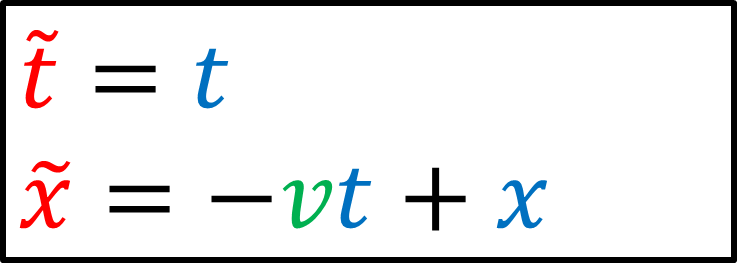 t̃ = t
x̃ = −vt + x